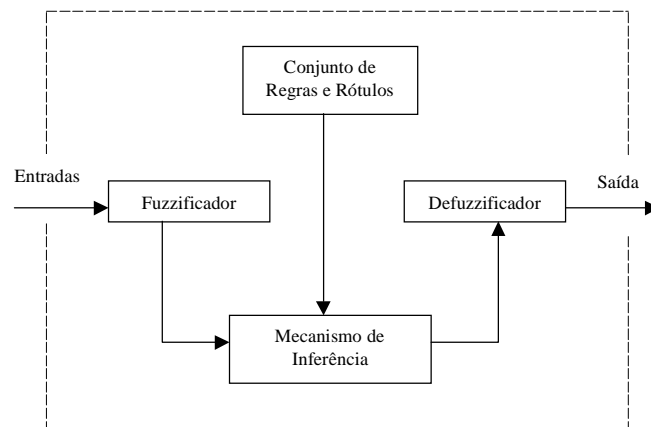 Conjunto de
Regras e Rótulos
Entradas
Fuzzificador
Defuzzificador
Saída
Mecanismo de
Inferência